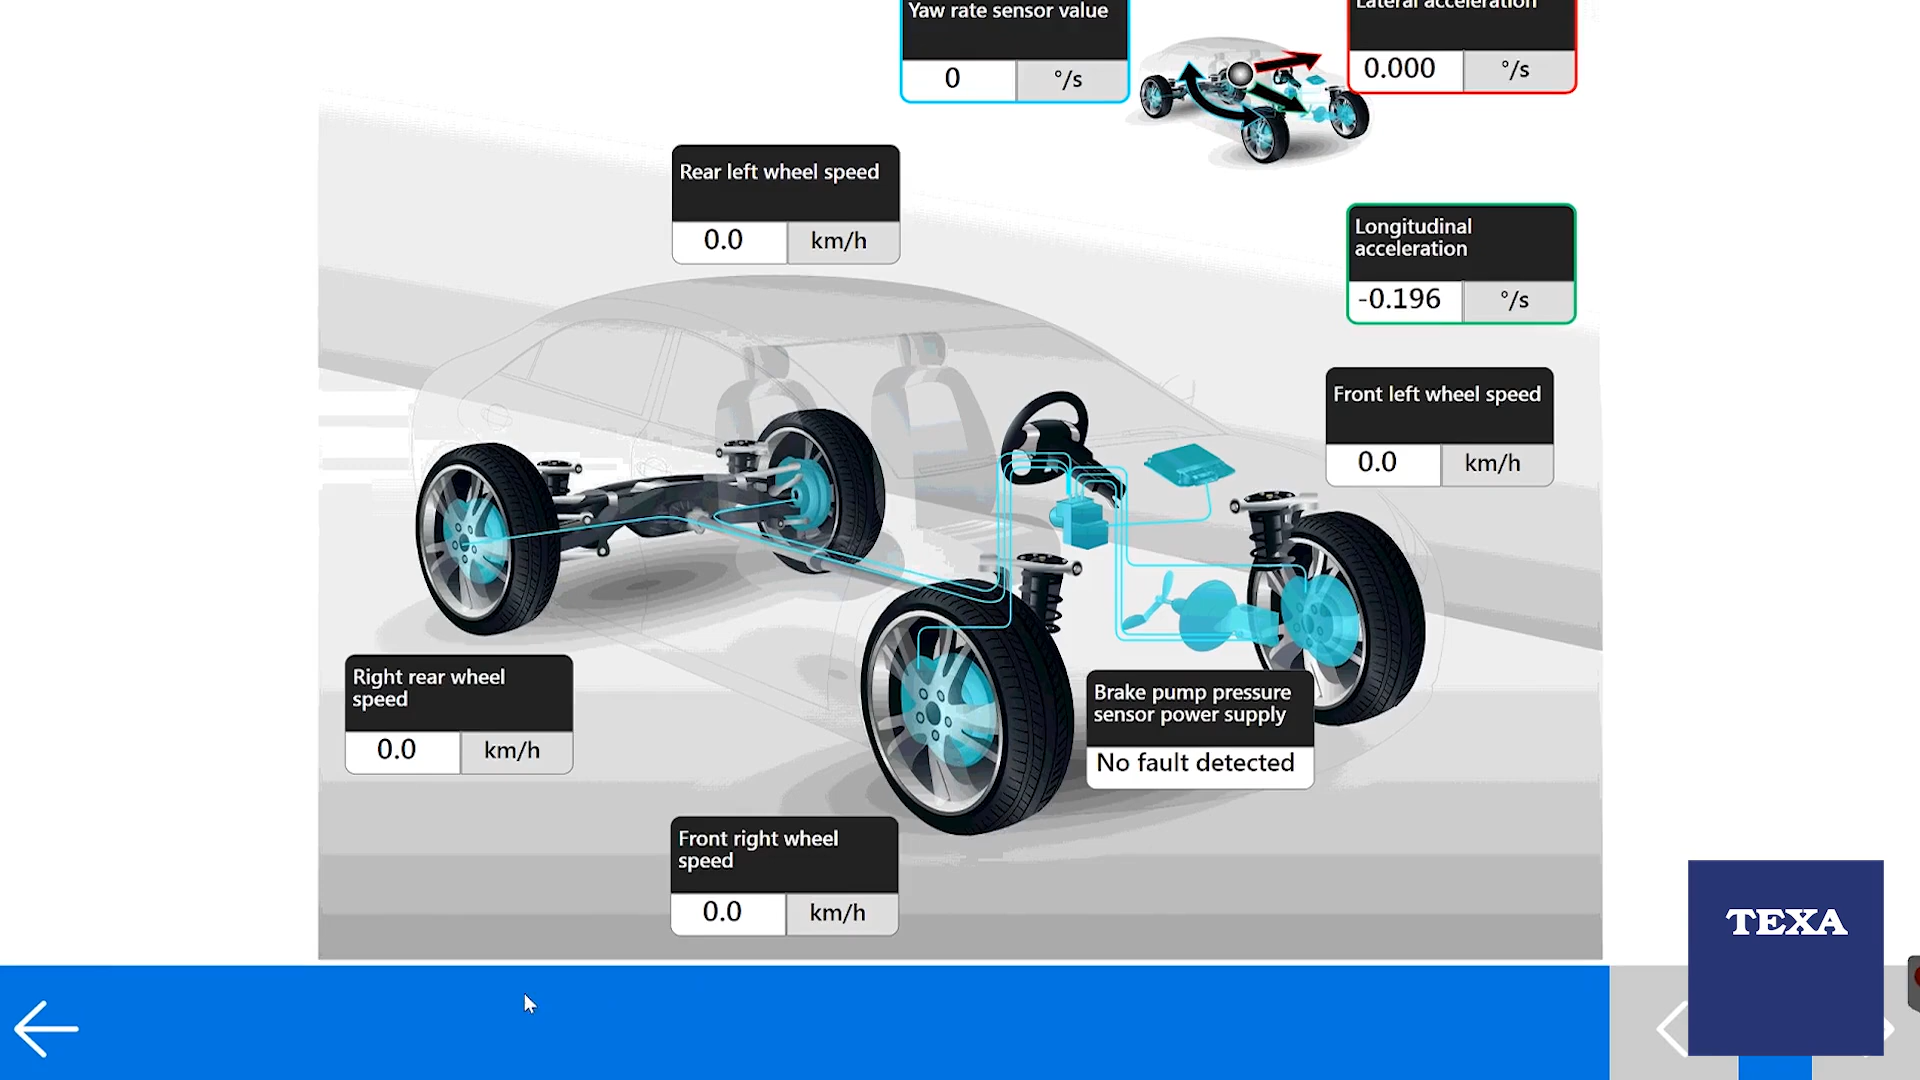 Yaw rate sensor value
0 °/s
Lateral acceleration
0.000 °/s
Rear left wheel speed
0.0 km/h
Longitudinal
acceleration
-0.196 °/s
Front left wheel speed
0.0 km/h
Right rear wheel
speed
0.0 km/h
Brake pump pressure
sensor power supply
No fault detected
Front right wheel
speed
0.0 km/h
TEXA